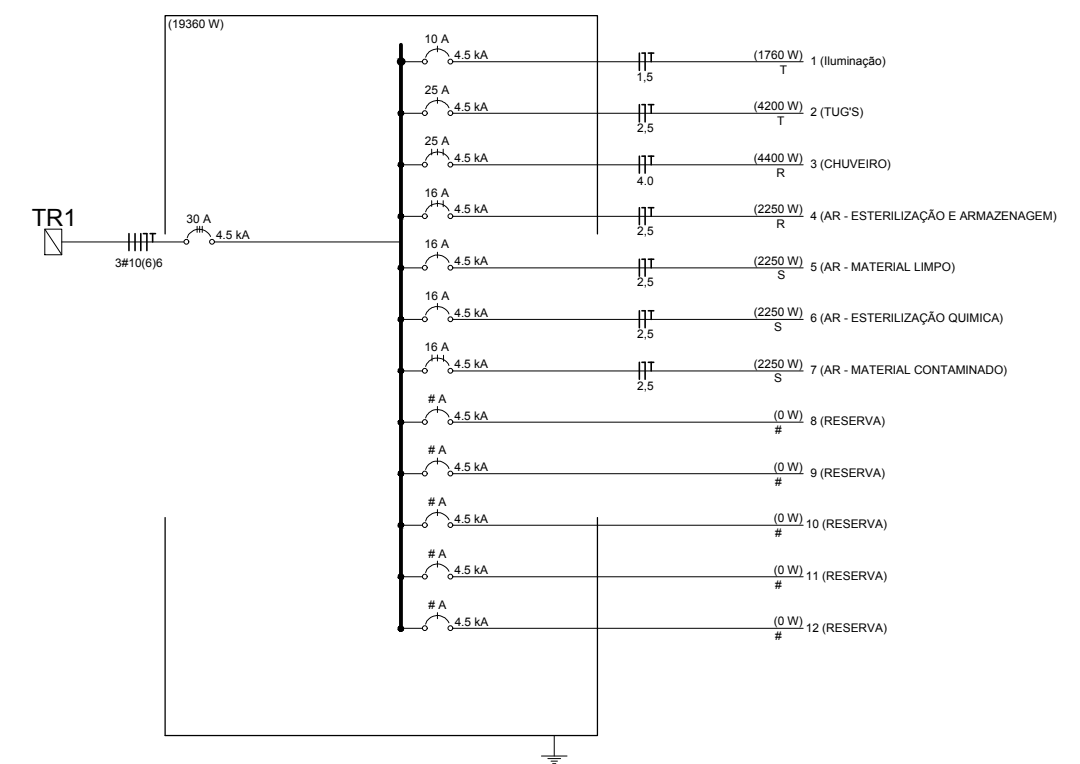 (19360 W)
10 A
4.5 kA
1,5
(1760 W)
T
1 (Iluminação)
25 A
4.5 kA
2,5
(4200 W)
T
2 (TUG'S)
25 A
4.5 kA
4.0
(4400 W)
R
3 (CHUVEIRO)
16 A
4.5 kA
2,5
(2250 W)
R
4 (AR - ESTERILIZAÇÃO E ARMAZENAGEM)
TR1
3#10(6)6
30 A
4.5 kA
16 A
4.5 kA
2,5
(2250 W)
S
5 (AR - MATERIAL LIMPO)
16 A
4.5 kA
2,5
(2250 W)
S
6 (AR - ESTERILIZAÇÃO QUIMICA)
16 A
4.5 kA
2,5
(2250 W)
S
7 (AR - MATERIAL CONTAMINADO)
# A
4.5 kA
(0 W)
#
8 (RESERVA)
# A
4.5 kA
(0 W)
#
9 (RESERVA)
# A
4.5 kA
(0 W)
#
10 (RESERVA)
# A
4.5 kA
(0 W)
#
11 (RESERVA)
# A
4.5 kA
(0 W)
#
12 (RESERVA)